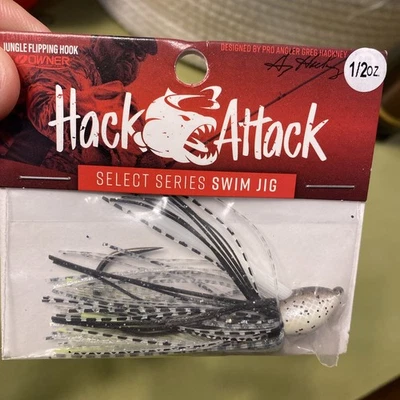 JUNGLE FLIPPING HOOK
OWNER
DESIGNED BY PRO ANGLER GREG HACKNEY
1/2oz
Hack Attack
SELECT SERIES SWIM JIG